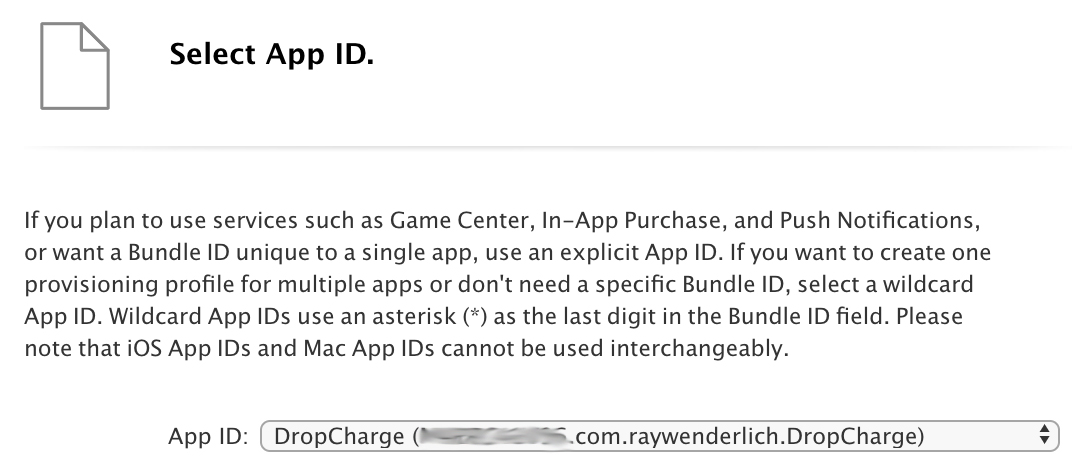 Select App ID.
If you plan to use services such as Game Center, In-App Purchase, and Push Notifications,
or want a Bundle ID unique to a single app, use an explicit App ID. If you want to create one
provisioning profile for multiple apps or don't need a specific Bundle ID, select a wildcard
App ID. Wildcard App IDs use an asterisk (*) as the last digit in the Bundle ID field. Please
note that iOS App IDs and Mac App IDs cannot be used interchangeably.
App ID: DropCharge (.com.raywenderlich.DropCharge)